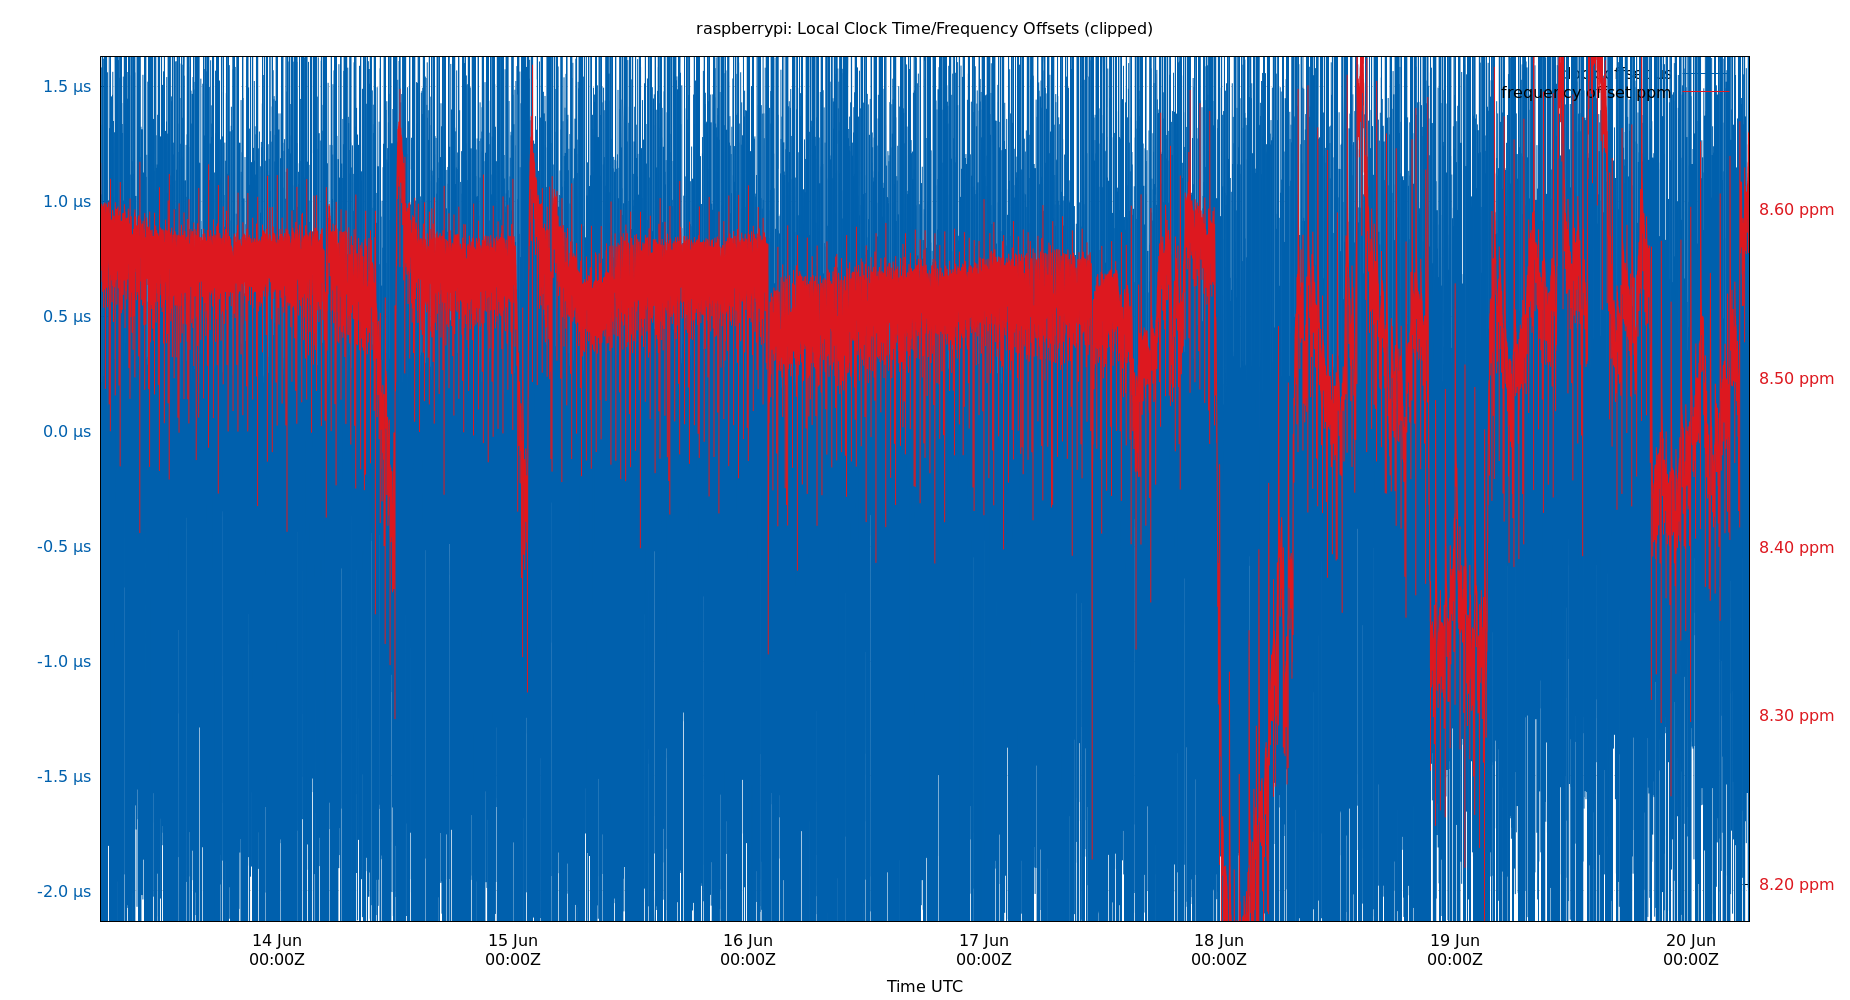 raspberrypi: Local Clock Time/Frequency Offsets (clipped)
clock offset μs
frequency offset ppm
1.5 μs
1.0 μs
0.5 μs
0.0 μs
-0.5 μs
-1.0 μs
-1.5 μs
-2.0 μs
8.60 ppm
8.50 ppm
8.40 ppm
8.30 ppm
8.20 ppm
14 Jun 15 Jun 16 Jun 17 Jun 18 Jun 19 Jun 20 Jun
00:00Z 00:00Z 00:00Z 00:00Z 00:00Z 00:00Z 00:00Z
Time UTC